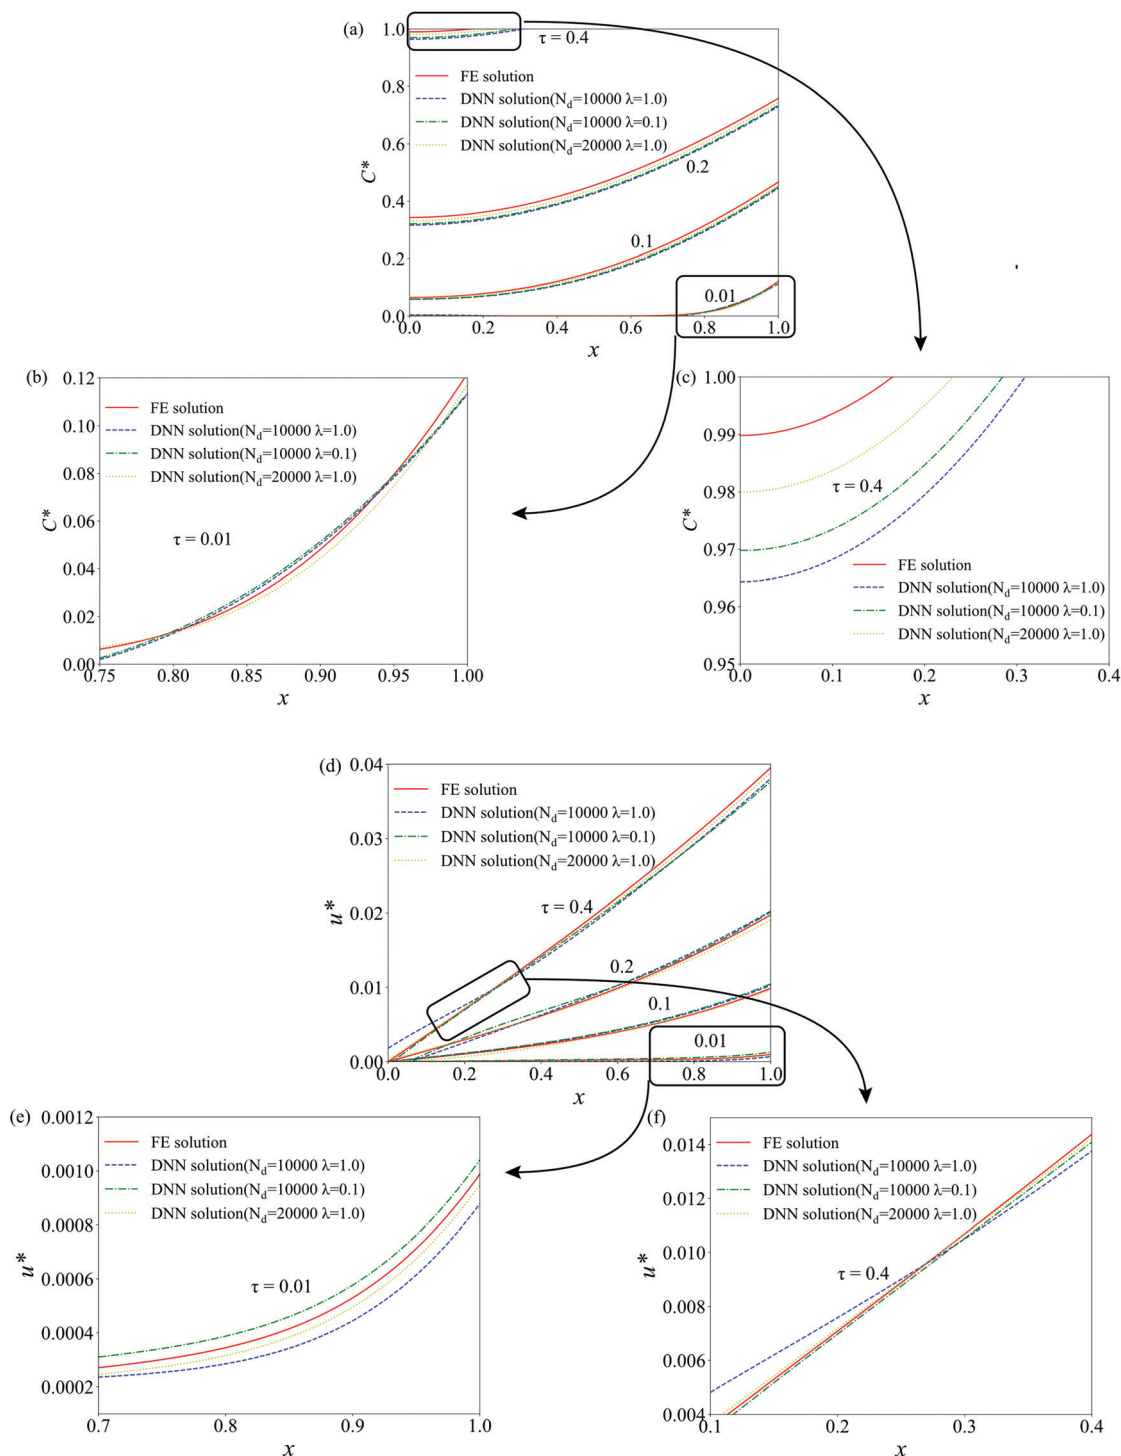 (a)
1.0
τ = 0.4
FE solution
0.8
DNN solution(N_d=10000 λ=1.0)
DNN solution(N_d=10000 λ=0.1)
0.6
DNN solution(N_d=20000 λ=1.0)
C*
0.2
0.4
0.1
0.2
0.01
0.0
0.0 0.2 0.4 0.6 0.8 1.0
x
(b)
0.12
FE solution
0.10
DNN solution(N_d=10000 λ=1.0)
DNN solution(N_d=10000 λ=0.1)
0.08
DNN solution(N_d=20000 λ=1.0)
C*
0.06
τ = 0.01
0.04
0.02
0.00
0.75 0.80 0.85 0.90 0.95 1.00
x
(c)
1.00
0.99
0.98
τ = 0.4
C*
0.97
FE solution
0.96
DNN solution(N_d=10000 λ=1.0)
DNN solution(N_d=10000 λ=0.1)
DNN solution(N_d=20000 λ=1.0)
0.95
0.0 0.1 0.2 0.3 0.4
x
(d)
0.04
FE solution
DNN solution(N_d=10000 λ=1.0)
0.03
DNN solution(N_d=10000 λ=0.1)
DNN solution(N_d=20000 λ=1.0)
u*
0.02
τ = 0.4
0.2
0.01
0.1
0.01
0.00
0.0 0.2 0.4 0.6 0.8 1.0
x
(e)
0.0012
FE solution
0.0010
DNN solution(N_d=10000 λ=1.0)
DNN solution(N_d=10000 λ=0.1)
0.0008
DNN solution(N_d=20000 λ=1.0)
u*
0.0006
τ = 0.01
0.0004
0.0002
0.7 0.8 0.9 1.0
x
(f)
0.014
FE solution
DNN solution(N_d=10000 λ=1.0)
0.012
DNN solution(N_d=10000 λ=0.1)
DNN solution(N_d=20000 λ=1.0)
0.010
u*
τ = 0.4
0.008
0.006
0.004
0.1 0.2 0.3 0.4
x